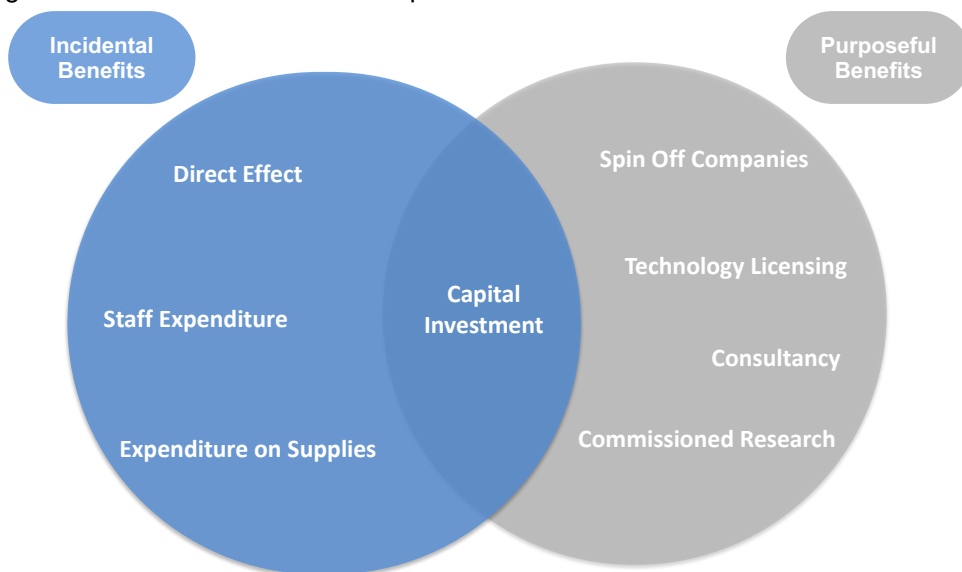 Incidental
Benefits
Purposeful
Benefits
Direct Effect
Spin Off Companies
Technology Licensing
Capital
Investment
Staff Expenditure
Consultancy
Expenditure on Supplies
Commissioned Research